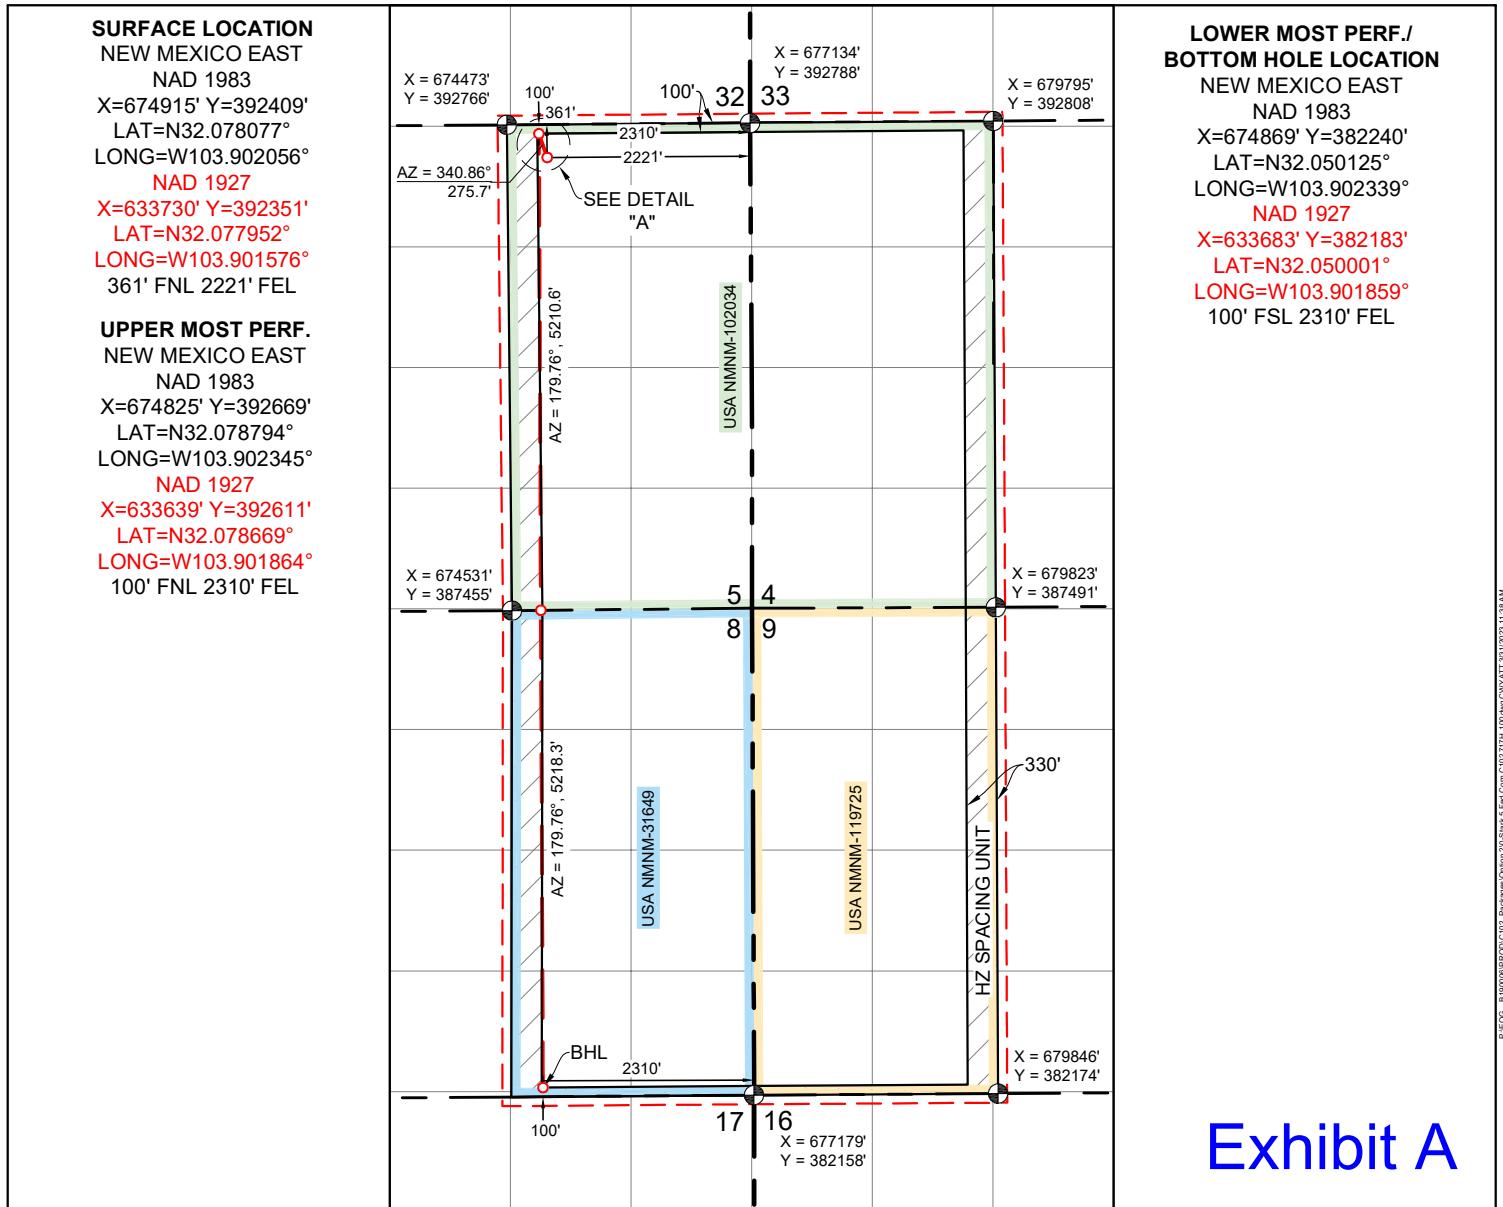 SURFACE LOCATION
NEW MEXICO EAST
NAD 1983
X=674915' Y=392409'
LAT=N32.078077°
LONG=W103.902056°
NAD 1927
X=633730' Y=392351'
LAT=N32.077952°
LONG=W103.901576°
361' FNL 2221' FEL
UPPER MOST PERF.
NEW MEXICO EAST
NAD 1983
X=674825' Y=392669'
LAT=N32.078794°
LONG=W103.902345°
NAD 1927
X=633639' Y=392611'
LAT=N32.078669°
LONG=W103.901864°
100' FNL 2310' FEL
X = 674473'
Y = 392766'
100'
361'
100'
32 33
X = 677134'
Y = 392788'
X = 679795'
Y = 392808'
2310'
2221'
AZ = 340.86°
275.7'
SEE DETAIL
"A"
AZ = 179.76°, 5210.6'
USA NMNM-102034
X = 674531'
Y = 387455'
5 4
8 9
X = 679823'
Y = 387491'
AZ = 179.76°, 5218.3'
USA NMNM-31649
USA NMNM-119725
330'
HZ SPACING UNIT
BHL
2310'
100'
17 16
X = 677179'
Y = 382158'
X = 679846'
Y = 382174'
LOWER MOST PERF./
BOTTOM HOLE LOCATION
NEW MEXICO EAST
NAD 1983
X=674869' Y=382240'
LAT=N32.050125°
LONG=W103.902339°
NAD 1927
X=633683' Y=382183'
LAT=N32.050001°
LONG=W103.901859°
100' FSL 2310' FEL
Exhibit A